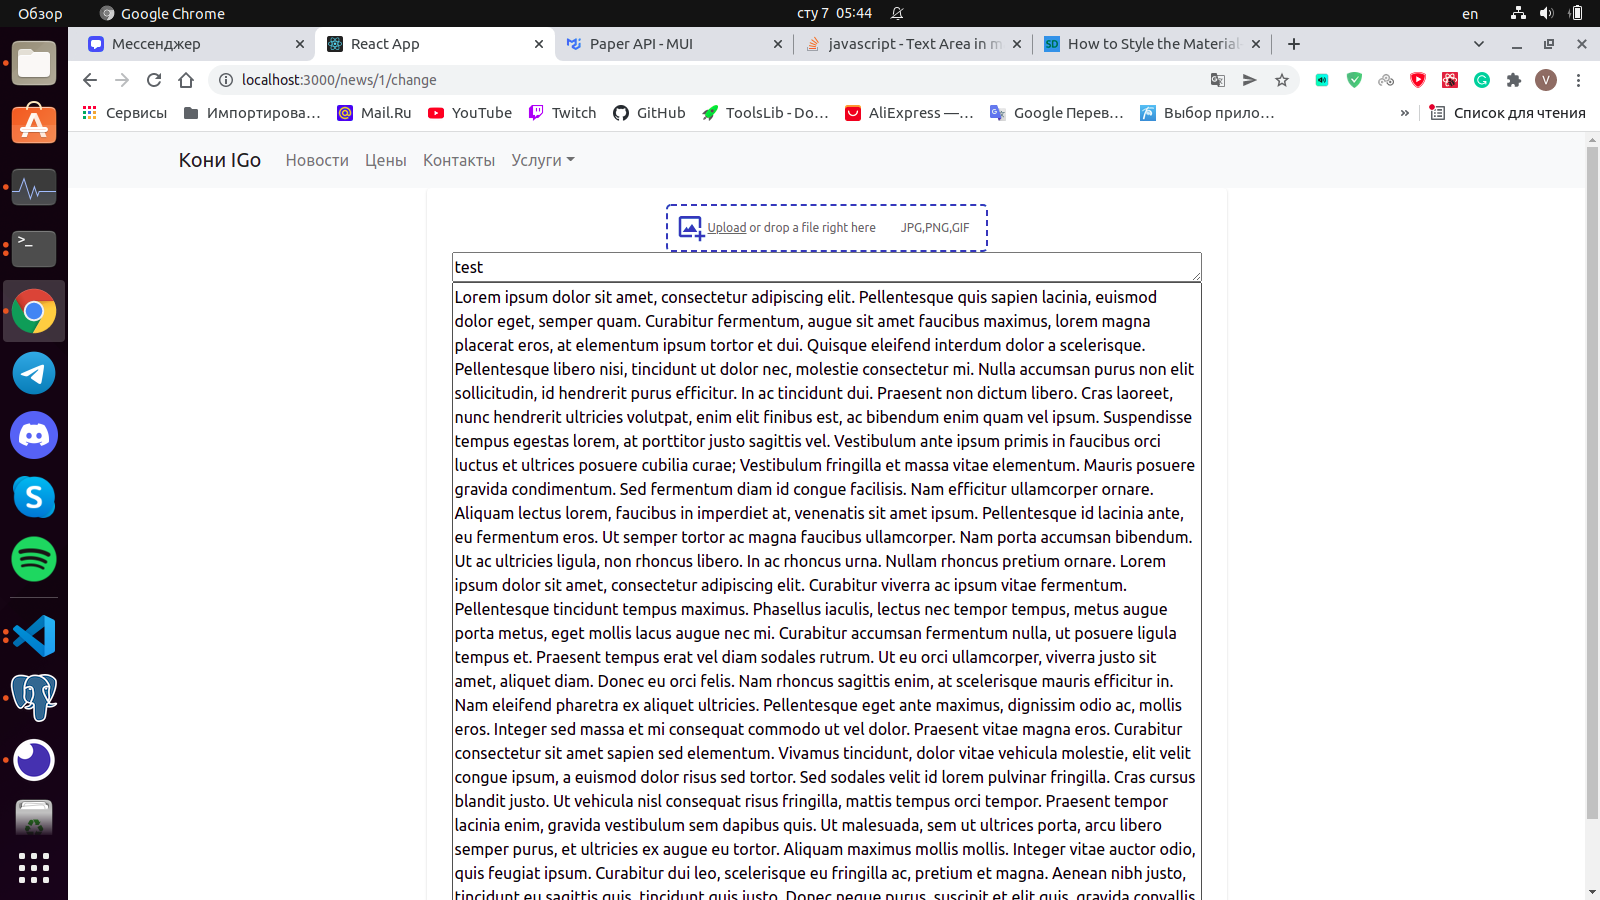 Обзор
Google Chrome
сту 7 05:44
en
Мессенджер
React App
Paper API - MUI
javascript - Text Area in m
How to Style the Material-
localhost:3000/news/1/change
Сервисы
Импортирова...
Mail.Ru
YouTube
Twitch
GitHub
ToolsLib - Do...
AliExpress —...
Google Перев...
Выбор прило...
»
Список для чтения
Кони IGo
Новости
Цены
Контакты
Услуги
Upload or drop a file right here
JPG,PNG,GIF
test
Lorem ipsum dolor sit amet, consectetur adipiscing elit. Pellentesque quis sapien lacinia, euismod
dolor eget, semper quam. Curabitur fermentum, augue sit amet faucibus maximus, lorem magna
placerat eros, at elementum ipsum tortor et dui. Quisque eleifend interdum dolor a scelerisque.
Pellentesque libero nisi, tincidunt ut dolor nec, molestie consectetur mi. Nulla accumsan purus non elit
sollicitudin, id hendrerit purus efficitur. In ac tincidunt dui. Praesent non dictum libero. Cras laoreet,
nunc hendrerit ultricies volutpat, enim elit finibus est, ac bibendum enim quam vel ipsum. Suspendisse
tempus egestas lorem, at porttitor justo sagittis vel. Vestibulum ante ipsum primis in faucibus orci
luctus et ultrices posuere cubilia curae; Vestibulum fringilla et massa vitae elementum. Mauris posuere
gravida condimentum. Sed fermentum diam id congue facilisis. Nam efficitur ullamcorper ornare.
Aliquam lectus lorem, faucibus in imperdiet at, venenatis sit amet ipsum. Pellentesque id lacinia ante,
eu fermentum eros. Ut semper tortor ac magna faucibus ullamcorper. Nam porta accumsan bibendum.
Ut ac ultricies ligula, non rhoncus libero. In ac rhoncus urna. Nullam rhoncus pretium ornare. Lorem
ipsum dolor sit amet, consectetur adipiscing elit. Curabitur viverra ac ipsum vitae fermentum.
Pellentesque tincidunt tempus maximus. Phasellus iaculis, lectus nec tempor tempus, metus augue
porta metus, eget mollis lacus augue nec mi. Curabitur accumsan fermentum nulla, ut posuere ligula
tempus et. Praesent tempus erat vel diam sodales rutrum. Ut eu orci ullamcorper, viverra justo sit
amet, aliquet diam. Donec eu orci felis. Nam rhoncus sagittis enim, at scelerisque mauris efficitur in.
Nam eleifend pharetra ex aliquet ultricies. Pellentesque eget ante maximus, dignissim odio ac, mollis
eros. Integer sed massa et mi consequat commodo ut vel dolor. Praesent vitae magna eros. Curabitur
consectetur sit amet sapien sed elementum. Vivamus tincidunt, dolor vitae vehicula molestie, elit velit
congue ipsum, a euismod dolor risus sed tortor. Sed sodales velit id lorem pulvinar fringilla. Cras cursus
blandit justo. Ut vehicula nisl consequat risus fringilla, mattis tempus orci tempor. Praesent tempor
lacinia enim, gravida vestibulum sem dapibus quis. Ut malesuada, sem ut ultrices porta, arcu libero
semper purus, et ultricies ex augue eu tortor. Aliquam maximus mollis mollis. Integer vitae auctor odio,
quis feugiat ipsum. Curabitur dui leo, scelerisque eu fringilla ac, pretium et magna. Aenean nibh justo,
tincidunt eu sagittis quis, tincidunt quis justo. Donec neque purus, suscipit et elit quis, gravida convallis